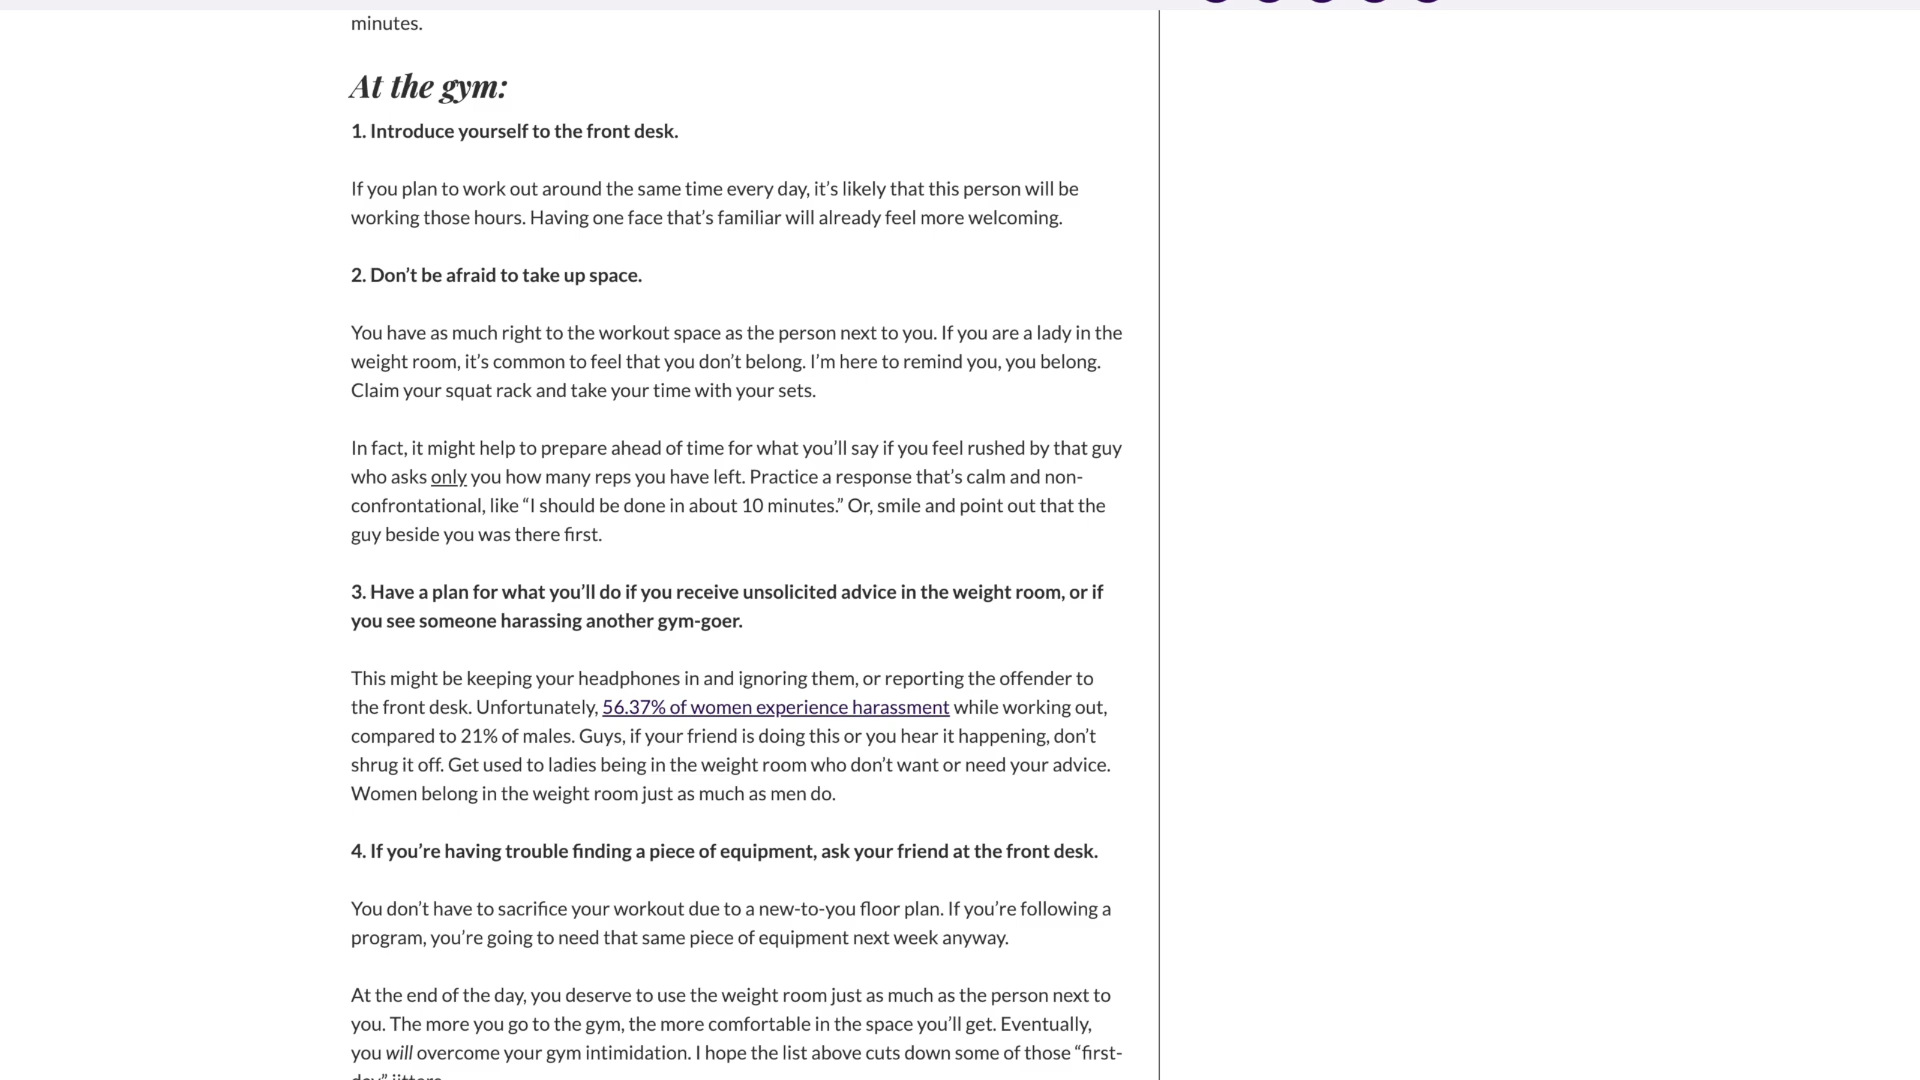 minutes.
At the gym:
1. Introduce yourself to the front desk.
If you plan to work out around the same time every day, it’s likely that this person will be
working those hours. Having one face that’s familiar will already feel more welcoming.
2. Don’t be afraid to take up space.
You have as much right to the workout space as the person next to you. If you are a lady in the
weight room, it’s common to feel that you don’t belong. I’m here to remind you, you belong.
Claim your squat rack and take your time with your sets.
In fact, it might help to prepare ahead of time for what you’ll say if you feel rushed by that guy
who asks only you how many reps you have left. Practice a response that’s calm and non-
confrontational, like “I should be done in about 10 minutes.” Or, smile and point out that the
guy beside you was there first.
3. Have a plan for what you’ll do if you receive unsolicited advice in the weight room, or if
you see someone harassing another gym-goer.
This might be keeping your headphones in and ignoring them, or reporting the offender to
the front desk. Unfortunately, 56.37% of women experience harassment while working out,
compared to 21% of males. Guys, if your friend is doing this or you hear it happening, don’t
shrug it off. Get used to ladies being in the weight room who don’t want or need your advice.
Women belong in the weight room just as much as men do.
4. If you’re having trouble finding a piece of equipment, ask your friend at the front desk.
You don’t have to sacrifice your workout due to a new-to-you floor plan. If you’re following a
program, you’re going to need that same piece of equipment next week anyway.
At the end of the day, you deserve to use the weight room just as much as the person next to
you. The more you go to the gym, the more comfortable in the space you’ll get. Eventually,
you will overcome your gym intimidation. I hope the list above cuts down some of those “first-
day” jitters.